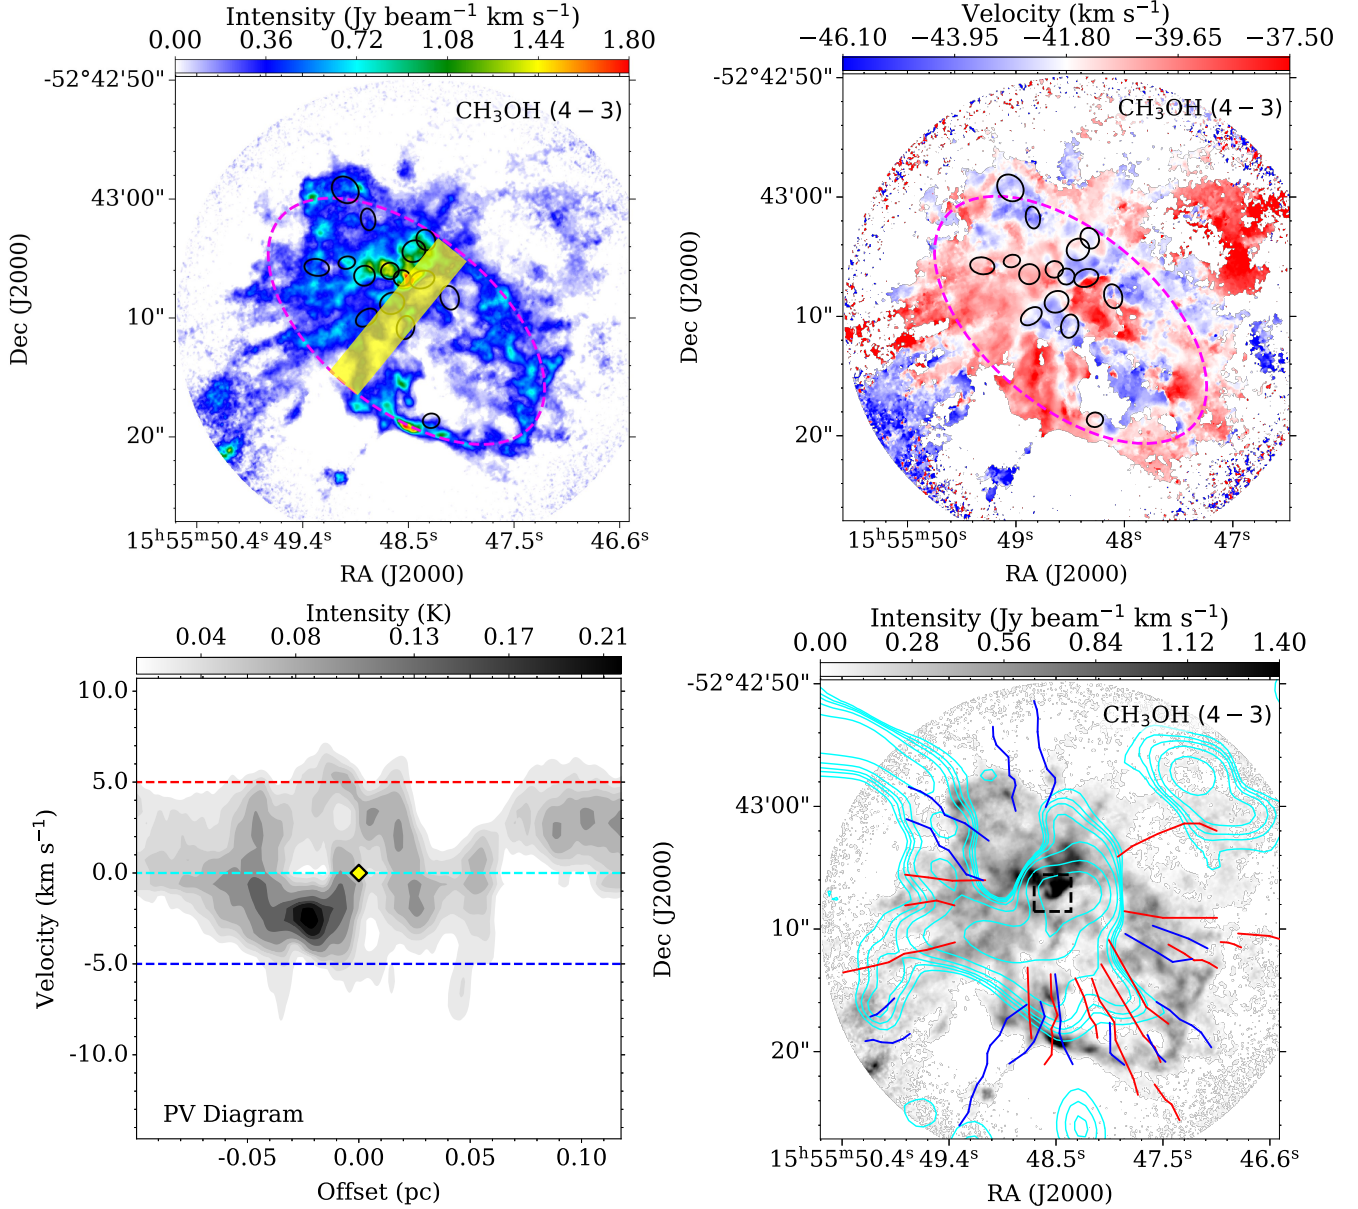 Intensity (Jy beam−1 km s−1)
0.00 0.36 0.72 1.08 1.44 1.80
-52°42'50"
43'00"
10"
20"
Dec (J2000)
CH3OH (4 − 3)
15h55m50.4s 49.4s 48.5s 47.5s 46.6s
RA (J2000)
Velocity (km s−1)
−46.10 −43.95 −41.80 −39.65 −37.50
-52°42'50"
43'00"
10"
20"
Dec (J2000)
CH3OH (4 − 3)
15h55m50s 49s 48s 47s
RA (J2000)
Intensity (K)
0.04 0.08 0.13 0.17 0.21
10.0
5.0
0.0
-5.0
-10.0
Velocity (km s−1)
PV Diagram
-0.05 0.00 0.05 0.10
Offset (pc)
Intensity (Jy beam−1 km s−1)
0.00 0.28 0.56 0.84 1.12 1.40
-52°42'50"
43'00"
10"
20"
Dec (J2000)
CH3OH (4 − 3)
15h55m50.4s 49.4s 48.5s 47.5s 46.6s
RA (J2000)